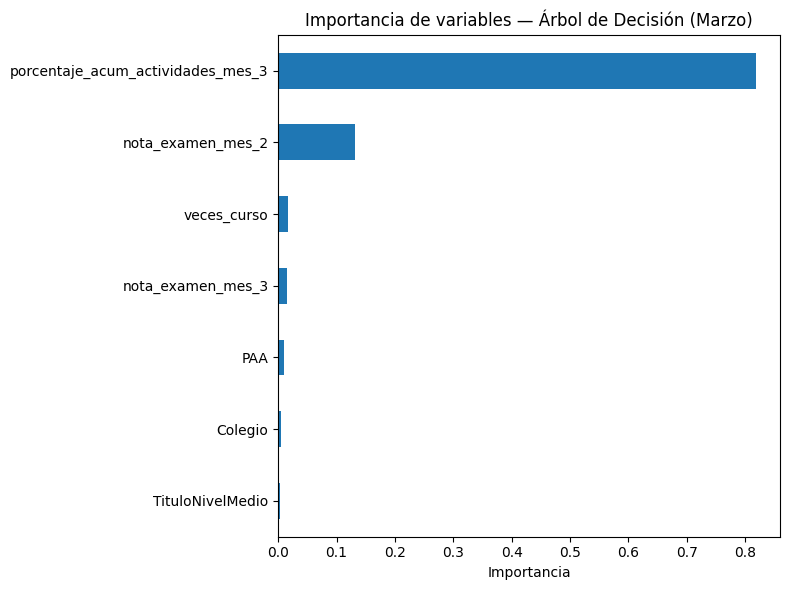 Importancia de variables — Árbol de Decisión (Marzo)
porcentaje_acum_actividades_mes_3
nota_examen_mes_2
veces_curso
nota_examen_mes_3
PAA
Colegio
TituloNivelMedio
0.0 0.1 0.2 0.3 0.4 0.5 0.6 0.7 0.8
Importancia